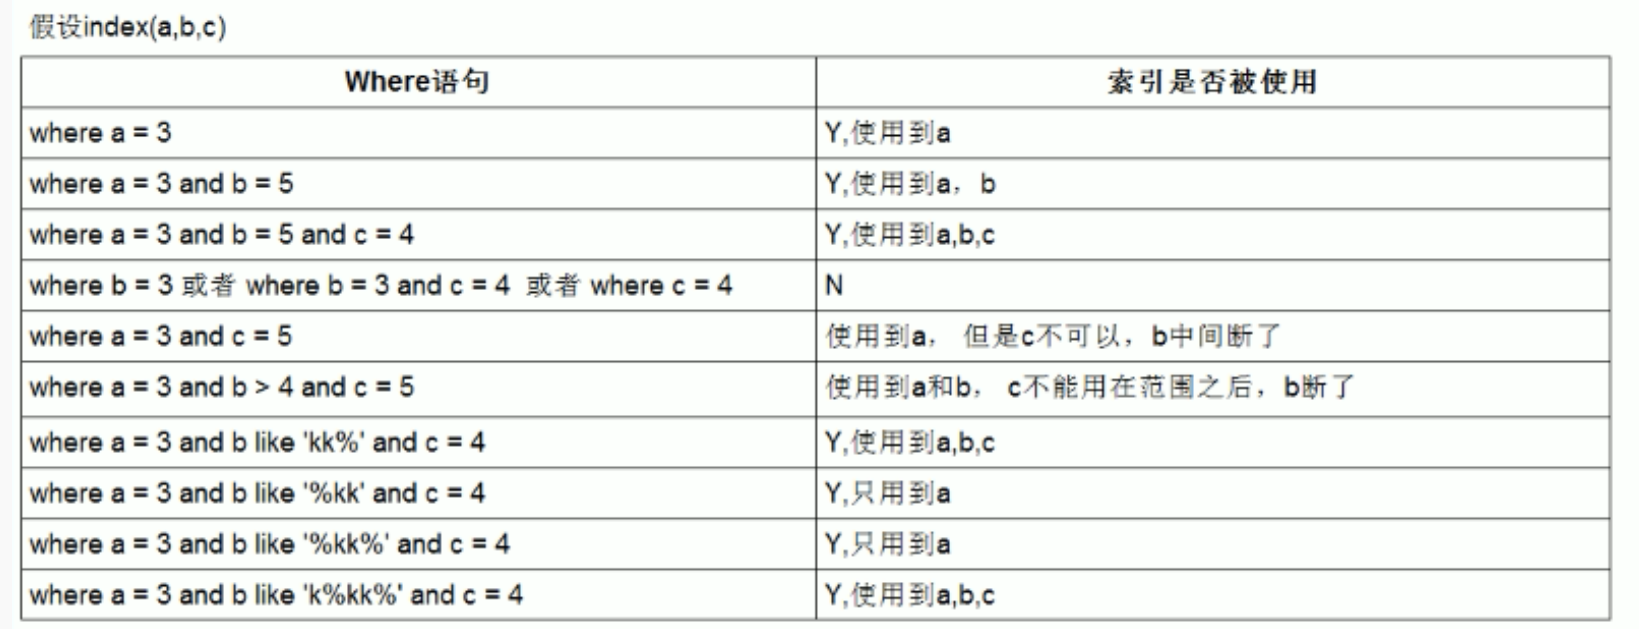 假设index(a,b,c)
Where语句 索引是否被使用
where a = 3 Y,使用到a
where a = 3 and b = 5 Y,使用到a，b
where a = 3 and b = 5 and c = 4 Y,使用到a,b,c
where b = 3 或者 where b = 3 and c = 4 或者 where c = 4 N
where a = 3 and c = 5 使用到a， 但是c不可以，b中间断了
where a = 3 and b > 4 and c = 5 使用到a和b， c不能用在范围之后，b断了
where a = 3 and b like 'kk%' and c = 4 Y,使用到a,b,c
where a = 3 and b like '%kk' and c = 4 Y,只用到a
where a = 3 and b like '%kk%' and c = 4 Y,只用到a
where a = 3 and b like 'k%kk%' and c = 4 Y,使用到a,b,c